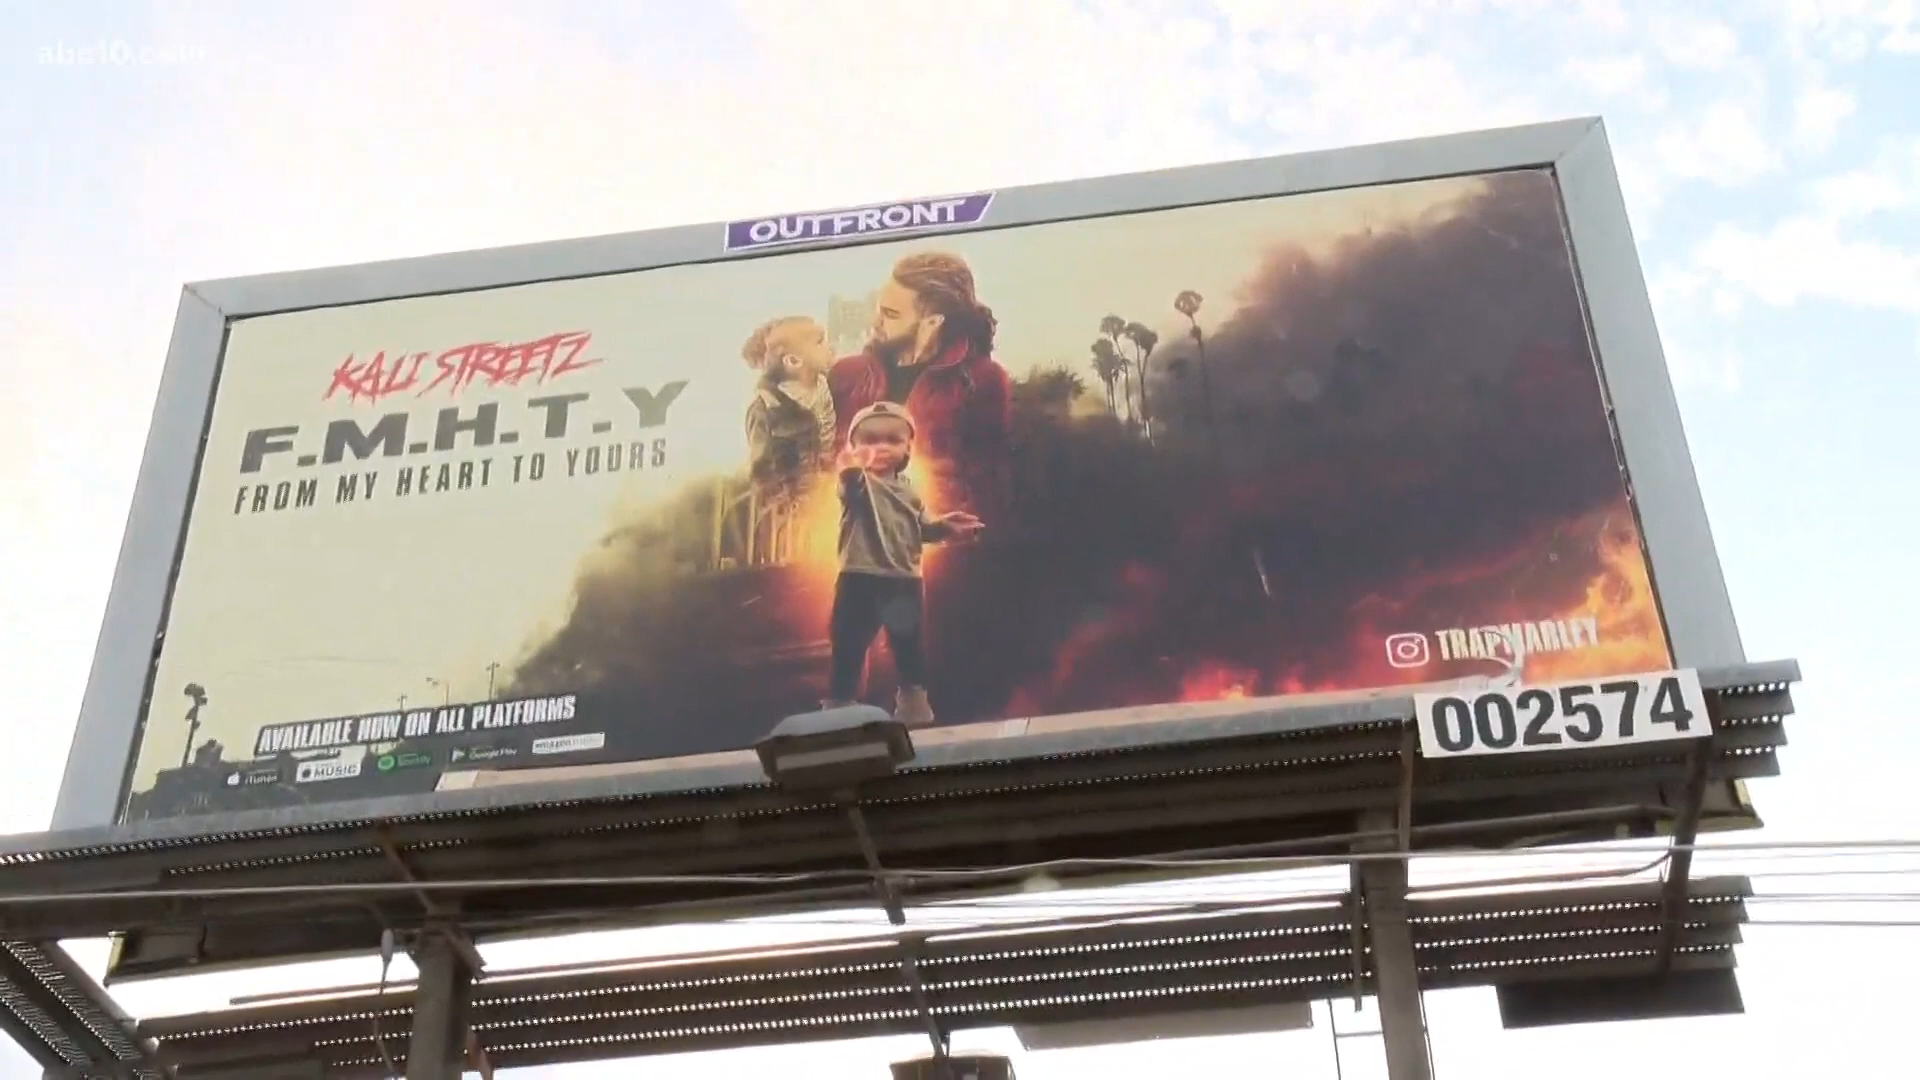 abc10.com
OUTFRONT
KALI STREETZ
F.M.H.T.Y
FROM MY HEART TO YOURS
TRAPMARLEY
002574
AVAILABLE NOW ON ALL PLATFORMS
iTunes
MUSIC
Spotify
Google Play